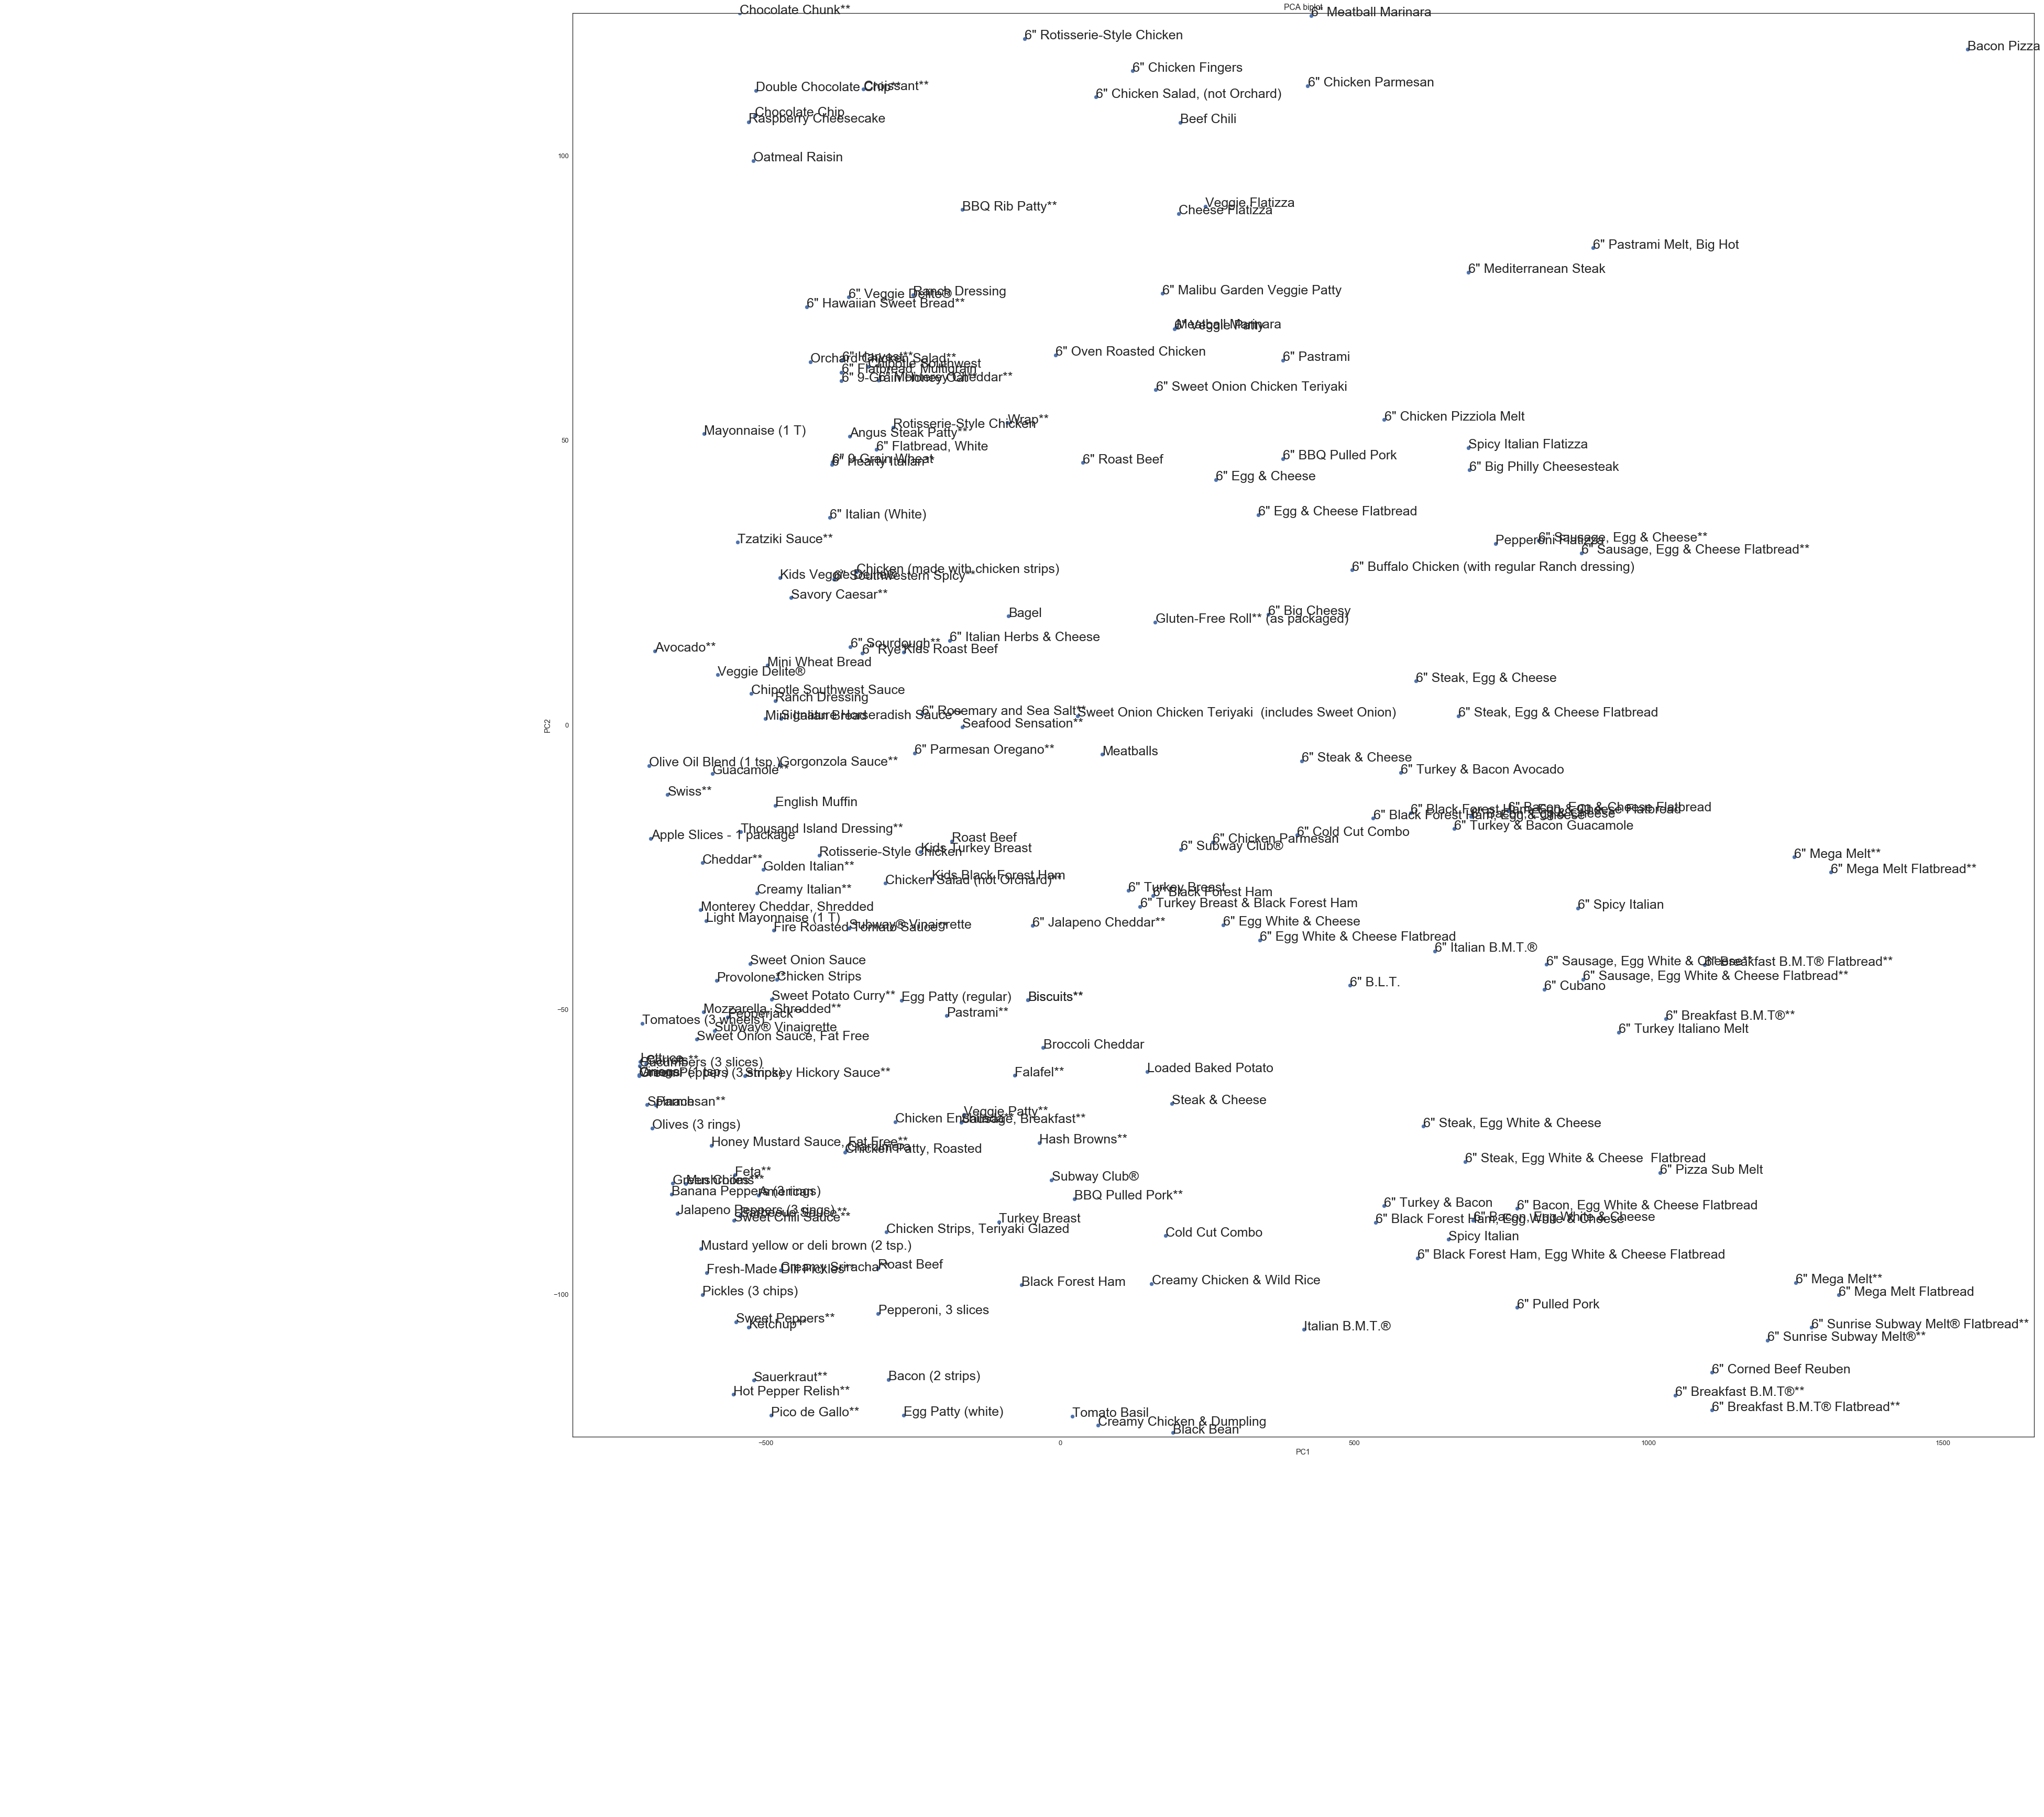 PCA biplot
Chocolate Chunk**
6" Meatball Marinara
6" Rotisserie-Style Chicken
Bacon Pizza
6" Chicken Fingers
6" Chicken Parmesan
Double Chocolate Chip**
Croissant**
6" Chicken Salad, (not Orchard)
Chocolate Chip
Raspberry Cheesecake
Beef Chili
100
Oatmeal Raisin
BBQ Rib Patty**
Veggie Flatizza
Cheese Flatizza
6" Pastrami Melt, Big Hot
6" Mediterranean Steak
6" Veggie Delite®
Ranch Dressing
6" Malibu Garden Veggie Patty
6" Hawaiian Sweet Bread**
Meatball Marinara
6" Veggie Patty
6" Oven Roasted Chicken
6" Pastrami
Orchard Chicken Salad**
6" Harvest**
Chipotle Southwest
6" Flatbread, Multigrain
6" 9-Grain Honey Oat**
6" Monterey Cheddar**
6" Sweet Onion Chicken Teriyaki
6" Chicken Pizziola Melt
Wrap**
Rotisserie-Style Chicken
50
Mayonnaise (1 T)
Angus Steak Patty**
6" Flatbread, White
Spicy Italian Flatizza
6" 9-Grain Wheat
6" Hearty Italian**
6" Roast Beef
6" BBQ Pulled Pork
6" Big Philly Cheesesteak
6" Egg & Cheese
6" Italian (White)
6" Egg & Cheese Flatbread
Tzatziki Sauce**
Pepperoni Flatizza
6" Sausage, Egg & Cheese**
6" Sausage, Egg & Cheese Flatbread**
Chicken (made with chicken strips)
Kids Veggie Delite®
6" Southwestern Spicy**
6" Buffalo Chicken (with regular Ranch dressing)
Savory Caesar**
Bagel
6" Big Cheesy
Gluten-Free Roll** (as packaged)
6" Sourdough**
6" Italian Herbs & Cheese
Avocado**
6" Rye**
Kids Roast Beef
Mini Wheat Bread
Veggie Delite®
6" Steak, Egg & Cheese
Chipotle Southwest Sauce
Ranch Dressing
PC2
0
Mini Italian Bread
Signature Horseradish Sauce**
6" Rosemary and Sea Salt**
Sweet Onion Chicken Teriyaki  (includes Sweet Onion)
6" Steak, Egg & Cheese Flatbread
Seafood Sensation**
6" Parmesan Oregano**
Meatballs
6" Steak & Cheese
Olive Oil Blend (1 tsp.)
Gorgonzola Sauce**
Guacamole**
6" Turkey & Bacon Avocado
Swiss**
English Muffin
6" Black Forest Ham, Egg & Cheese Flatbread
6" Bacon, Egg & Cheese Flatbread
6" Black Forest Ham, Egg & Cheese
6" Bacon, Egg & Cheese
6" Turkey & Bacon Guacamole
Thousand Island Dressing**
Apple Slices - 1 package
Roast Beef
6" Cold Cut Combo
6" Chicken Parmesan
6" Subway Club®
Kids Turkey Breast
Rotisserie-Style Chicken
6" Mega Melt**
Cheddar**
Golden Italian**
6" Mega Melt Flatbread**
Kids Black Forest Ham
Chicken Salad (not Orchard)**
Creamy Italian**
6" Turkey Breast
6" Black Forest Ham
6" Turkey Breast & Black Forest Ham
Monterey Cheddar, Shredded
6" Spicy Italian
Light Mayonnaise (1 T)
Fire Roasted Tomato Sauce**
Subway® Vinaigrette
6" Jalapeno Cheddar**
6" Egg White & Cheese
6" Egg White & Cheese Flatbread
6" Italian B.M.T.®
Sweet Onion Sauce
6" Sausage, Egg White & Cheese**
6" Breakfast B.M.T® Flatbread**
Provolone**
Chicken Strips
6" B.L.T.
6" Sausage, Egg White & Cheese Flatbread**
6" Cubano
Sweet Potato Curry**
Egg Patty (regular)
Biscuits**
−50
Mozzarella, Shredded**
Pepperjack**
Pastrami**
6" Breakfast B.M.T®**
Tomatoes (3 wheels)
Subway® Vinaigrette
6" Turkey Italiano Melt
Sweet Onion Sauce, Fat Free
Broccoli Cheddar
Lettuce
Cucumbers (3 slices)
Green Peppers (3 strips)
Smokey Hickory Sauce**
Falafel**
Loaded Baked Potato
Spinach
Parmesan**
Steak & Cheese
Veggie Patty**
Chicken Enchilada**
Sausage, Breakfast**
Olives (3 rings)
6" Steak, Egg White & Cheese
Honey Mustard Sauce, Fat Free**
Chicken Patty, Roasted
Hash Browns**
6" Steak, Egg White & Cheese  Flatbread
6" Pizza Sub Melt
Feta**
Green Chilies**
Mushrooms**
Subway Club®
Banana Peppers (3 rings)
American
BBQ Pulled Pork**
6" Turkey & Bacon
6" Bacon, Egg White & Cheese Flatbread
Jalapeno Peppers (3 rings)
Barbecue Sauce**
Sweet Chili Sauce**
Turkey Breast
6" Black Forest Ham, Egg White & Cheese
6" Bacon, Egg White & Cheese
Chicken Strips, Teriyaki Glazed
Cold Cut Combo
Spicy Italian
Mustard yellow or deli brown (2 tsp.)
6" Black Forest Ham, Egg White & Cheese Flatbread
Fresh-Made Dill Pickles**
Creamy Sriracha**
Roast Beef
Black Forest Ham
Creamy Chicken & Wild Rice
6" Mega Melt**
6" Mega Melt Flatbread
−100
Pickles (3 chips)
6" Pulled Pork
Pepperoni, 3 slices
Sweet Peppers**
Ketchup**
Italian B.M.T.®
6" Sunrise Subway Melt® Flatbread**
6" Sunrise Subway Melt®**
6" Corned Beef Reuben
Sauerkraut**
Bacon (2 strips)
Hot Pepper Relish**
6" Breakfast B.M.T®**
6" Breakfast B.M.T® Flatbread**
Pico de Gallo**
Egg Patty (white)
Tomato Basil
Creamy Chicken & Dumpling
Black Bean
−500
0
500
1000
1500
PC1